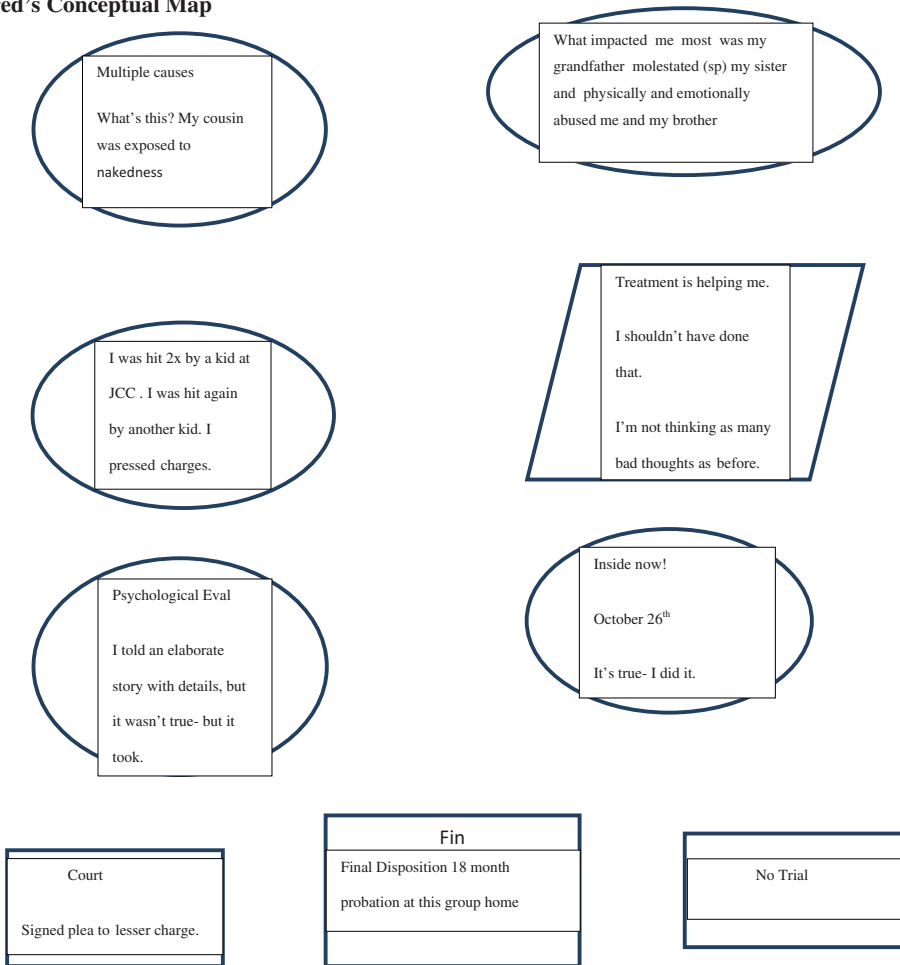 ed's Conceptual Map
Multiple causes
What's this? My cousin
was exposed to
nakedness
What impacted me most was my
grandfather molestated (sp) my sister
and physically and emotionally
abused me and my brother
I was hit 2x by a kid at
JCC . I was hit again
by another kid. I
pressed charges.
Treatment is helping me.
I shouldn't have done
that.
I'm not thinking as many
bad thoughts as before.
Psychological Eval
I told an elaborate
story with details, but
it wasn't true- but it
took.
Inside now!
October 26th
It's true- I did it.
Court
Signed plea to lesser charge.
Fin
Final Disposition 18 month
probation at this group home
No Trial